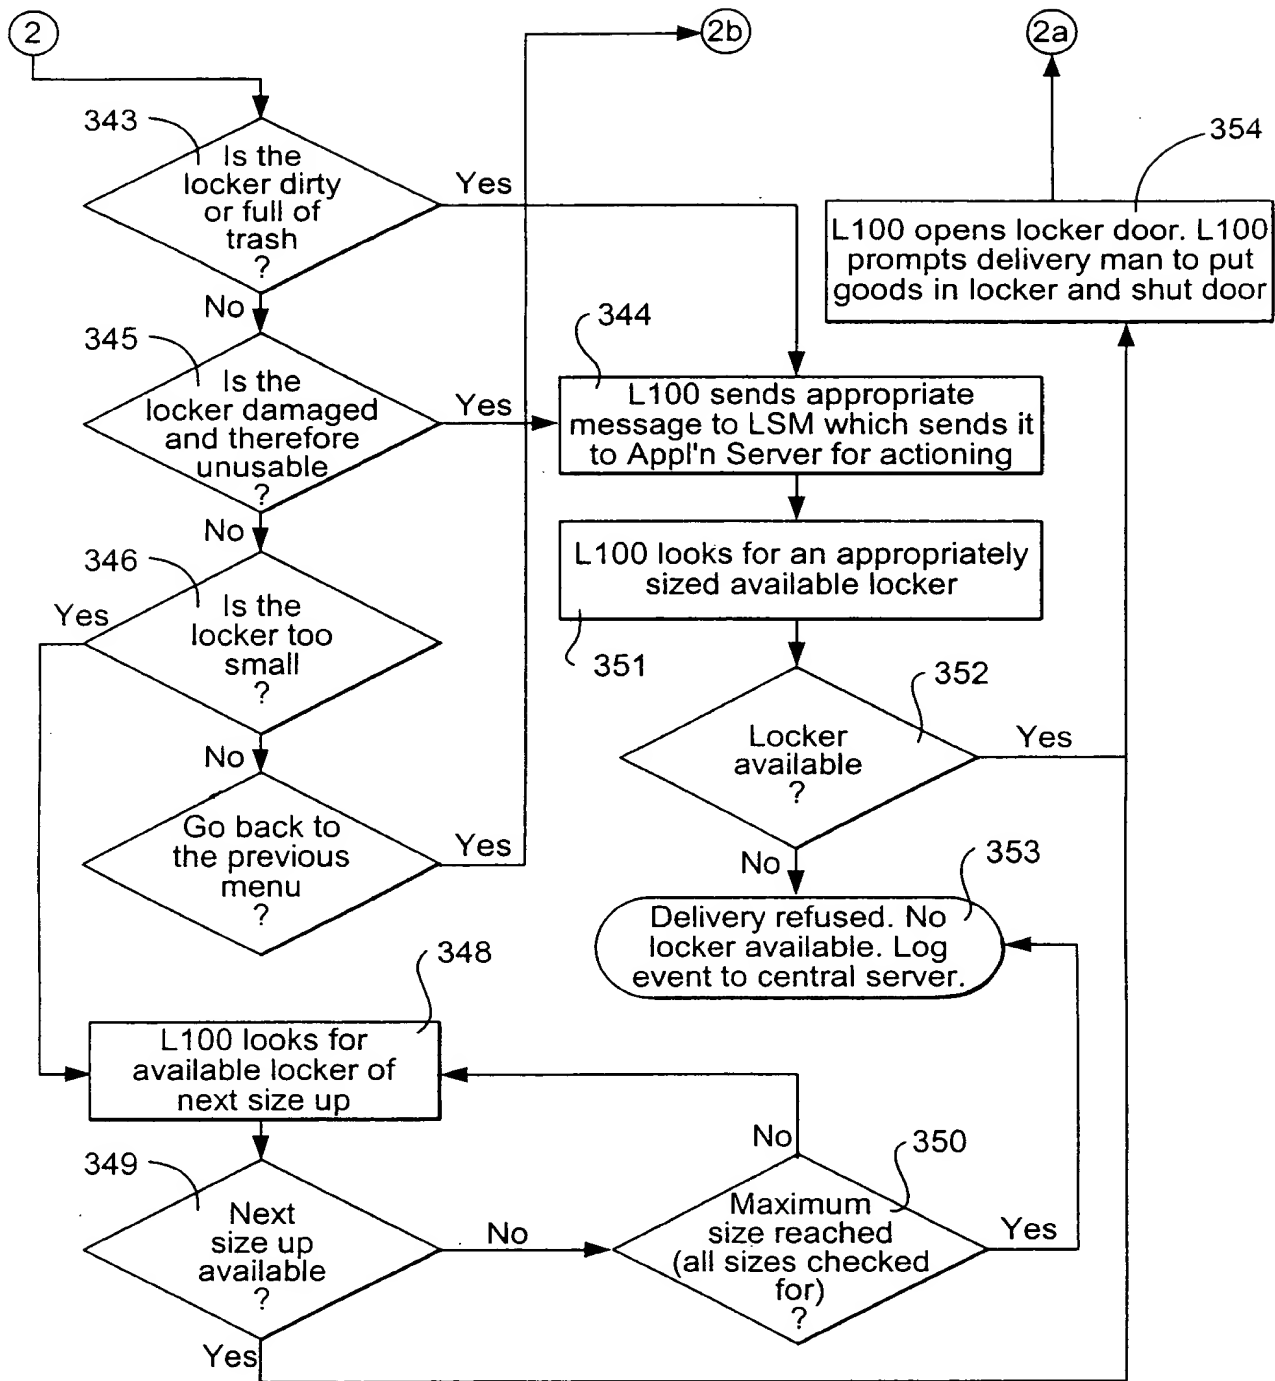 2
2b
2a
343
Is the
locker dirty
or full of
trash
?
Yes
No
354
L100 opens locker door. L100
prompts delivery man to put
goods in locker and shut door
345
Is the
locker damaged
and therefore
unusable
?
Yes
No
344
L100 sends appropriate
message to LSM which sends it
to Appl'n Server for actioning
346
Is the
locker too
small
?
Yes
No
L100 looks for an appropriately
sized available locker
351
352
Locker
available
?
Yes
No
Go back to
the previous
menu
?
Yes
353
Delivery refused. No
locker available. Log
event to central server.
348
L100 looks for
available locker of
next size up
349
Next
size up
available
?
No
Yes
350
Maximum
size reached
(all sizes checked
for)
?
No
Yes